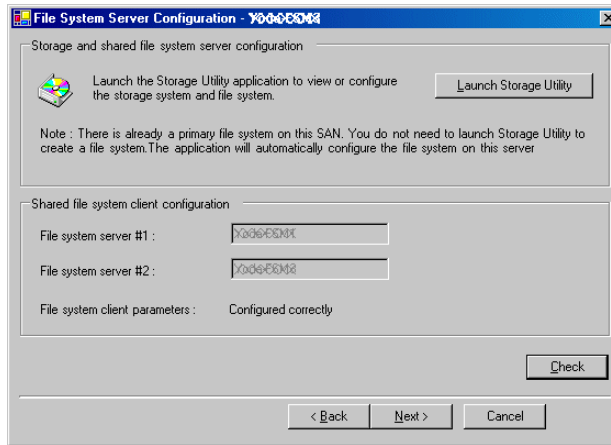 File System Server Configuration -
Storage and shared file system server configuration
Launch the Storage Utility application to view or configure
the storage system and file system.
Launch Storage Utility
Note : There is already a primary file system on this SAN. You do not need to launch Storage Utility to
create a file system.The application will automatically configure the file system on this server
Shared file system client configuration
File system server #1 :
File system server #2 :
File system client parameters : Configured correctly
Check
< Back Next > Cancel